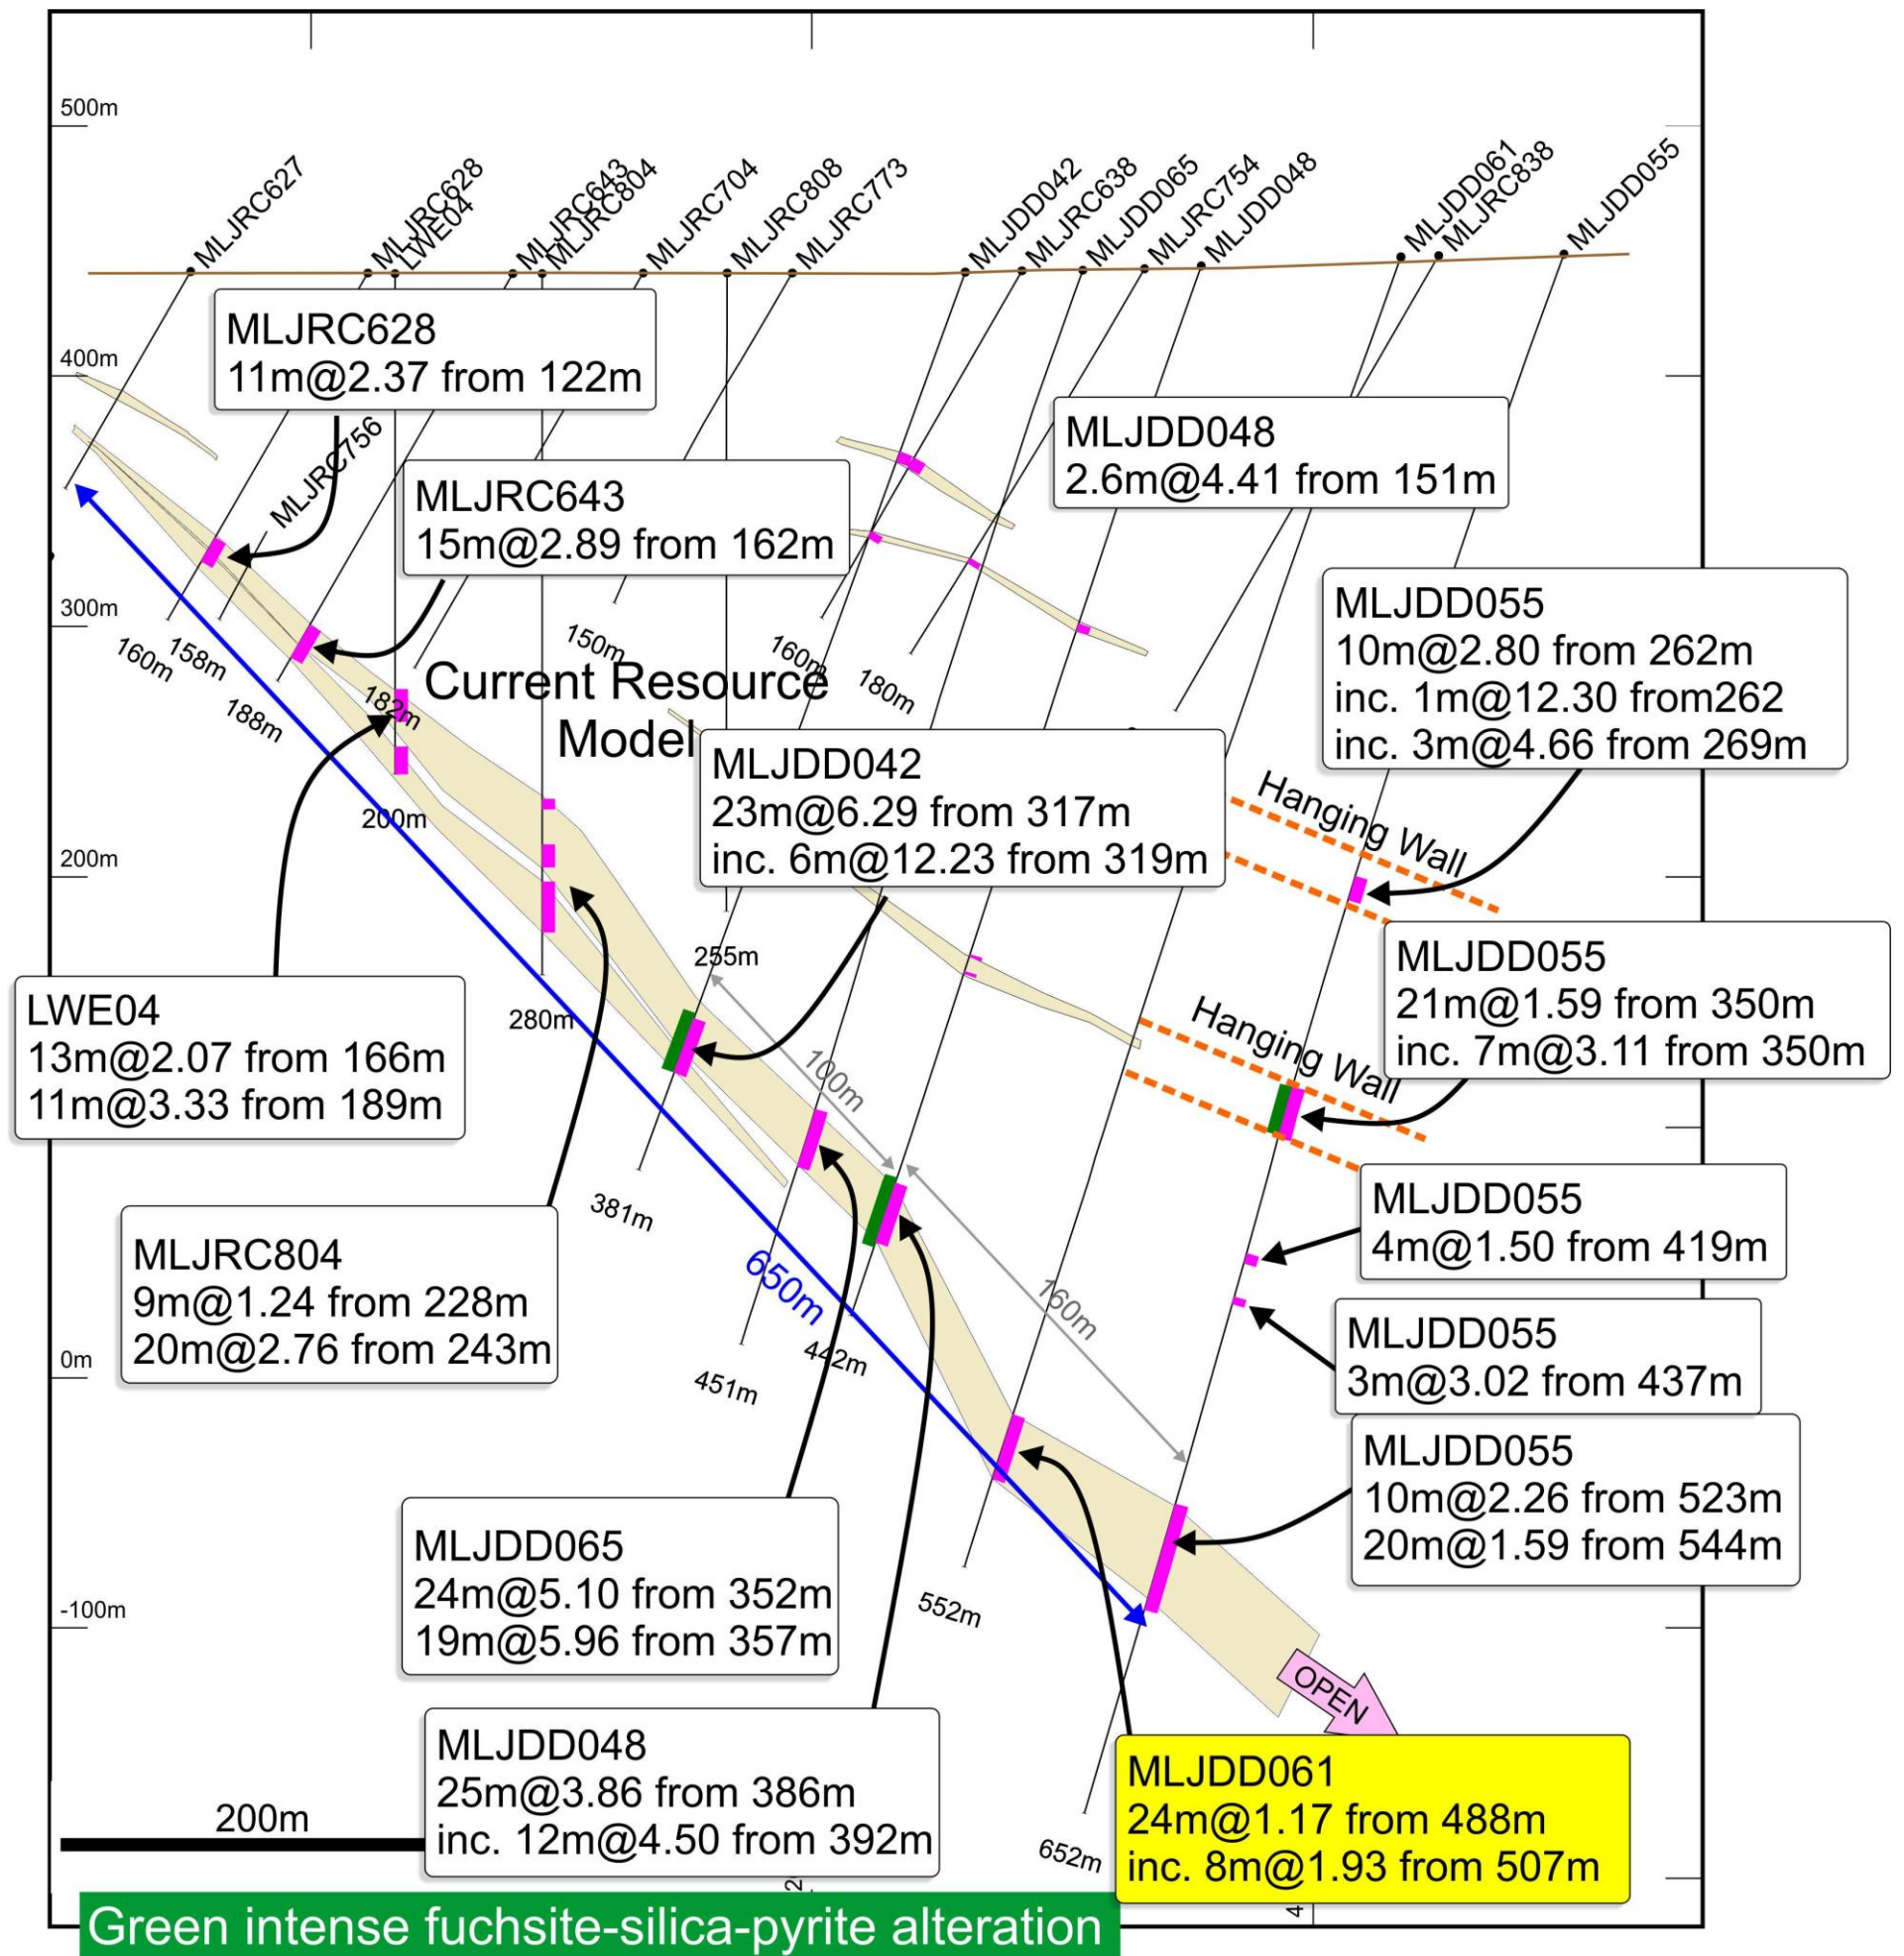 500m
MLJRC627
MLJRC628
LWE04
MLJRC643
MLJRC804
MLJRC704
MLJRC808
MLJRC773
MLJDD042
MLJRC638
MLJDD065
MLJRC754
MLJDD048
MLJDD061
MLJRC838
MLJDD055
MLJRC628
11m@2.37 from 122m
400m
MLJRC756
MLJDD048
2.6m@4.41 from 151m
MLJRC643
15m@2.89 from 162m
300m
160m
158m
188m
182m
150m
160m
180m
Current Resource
Model
MLJDD055
10m@2.80 from 262m
inc. 1m@12.30 from262
inc. 3m@4.66 from 269m
MLJDD042
23m@6.29 from 317m
inc. 6m@12.23 from 319m
Hanging Wall
200m
200m
255m
280m
MLJDD055
21m@1.59 from 350m
inc. 7m@3.11 from 350m
LWE04
13m@2.07 from 166m
11m@3.33 from 189m
Hanging Wall
100m
381m
MLJDD055
4m@1.50 from 419m
MLJRC804
9m@1.24 from 228m
20m@2.76 from 243m
650m
160m
0m
451m
442m
MLJDD055
3m@3.02 from 437m
MLJDD055
10m@2.26 from 523m
20m@1.59 from 544m
MLJDD065
24m@5.10 from 352m
19m@5.96 from 357m
552m
-100m
OPEN
MLJDD048
25m@3.86 from 386m
inc. 12m@4.50 from 392m
MLJDD061
24m@1.17 from 488m
inc. 8m@1.93 from 507m
652m
200m
Green intense fuchsite-silica-pyrite alteration